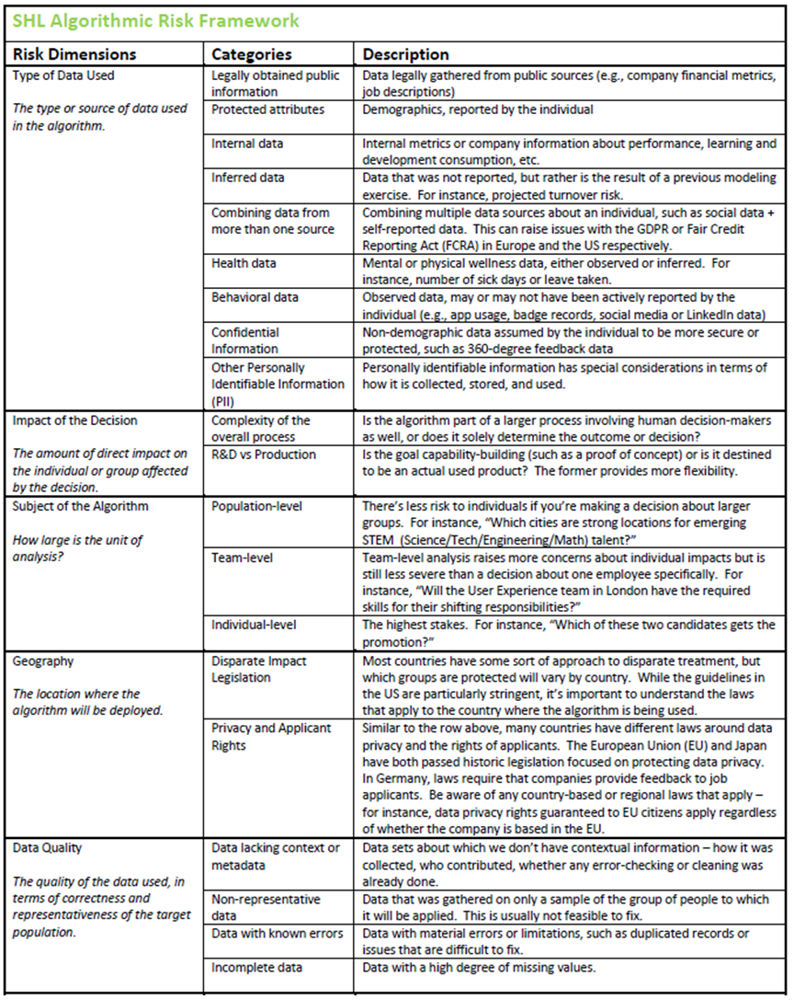 SHL Algorithmic Risk Framework
Risk Dimensions
Categories
Description
Type of Data Used
The type or source of data used
in the algorithm.
Legally obtained public
information
Data legally gathered from public sources (e.g., company financial metrics,
job descriptions)
Protected attributes
Demographics, reported by the individual
Internal data
Internal metrics or company information about performance, learning and
development consumption, etc.
Inferred data
Data that was not reported, but rather is the result of a previous modeling
exercise. For instance, projected turnover risk.
Combining data from
more than one source
Combining multiple data sources about an individual, such as social data +
self-reported data. This can raise issues with the GDPR or Fair Credit
Reporting Act (FCRA) in Europe and the US respectively.
Health data
Mental or physical wellness data, either observed or inferred. For
instance, number of sick days or leave taken.
Behavioral data
Observed data, may or may not have been actively reported by the
individual (e.g., app usage, badge records, social media or LinkedIn data)
Confidential
Information
Non-demographic data assumed by the individual to be more secure or
protected, such as 360-degree feedback data
Other Personally
Identifiable Information
(PII)
Personally identifiable information has special considerations in terms of
how it is collected, stored, and used.
Impact of the Decision
The amount of direct impact on
the individual or group affected
by the decision.
Complexity of the
overall process
Is the algorithm part of a larger process involving human decision-makers
as well, or does it solely determine the outcome or decision?
R&D vs Production
Is the goal capability-building (such as a proof of concept) or is it destined
to be an actual used product? The former provides more flexibility.
Subject of the Algorithm
How large is the unit of
analysis?
Population-level
There's less risk to individuals if you're making a decision about larger
groups. For instance, "Which cities are strong locations for emerging
STEM (Science/Tech/Engineering/Math) talent?"
Team-level
Team-level analysis raises more concerns about individual impacts but is
still less severe than a decision about one employee specifically. For
instance, "Will the User Experience team in London have the required
skills for their shifting responsibilities?"
Individual-level
The highest stakes. For instance, "Which of these two candidates gets the
promotion?"
Geography
The location where the
algorithm will be deployed.
Disparate Impact
Legislation
Most countries have some sort of approach to disparate treatment, but
which groups are protected will vary by country. While the guidelines in
the US are particularly stringent, it's important to understand the laws
that apply to the country where the algorithm is being used.
Privacy and Applicant
Rights
Similar to the row above, many countries have different laws around data
privacy and the rights of applicants. The European Union (EU) and Japan
have both passed historic legislation focused on protecting data privacy.
In Germany, laws require that companies provide feedback to job
applicants. Be aware of any country-based or regional laws that apply –
for instance, data privacy rights guaranteed to EU citizens apply regardless
of whether the company is based in the EU.
Data Quality
The quality of the data used, in
terms of correctness and
representativeness of the target
population.
Data lacking context or
metadata
Data sets about which we don't have contextual information – how it was
collected, who contributed, whether any error-checking or cleaning was
already done.
Non-representative
data
Data that was gathered on only a sample of the group of people to which
it will be applied. This is usually not feasible to fix.
Data with known errors
Data with material errors or limitations, such as duplicated records or
issues that are difficult to fix.
Incomplete data
Data with a high degree of missing values.